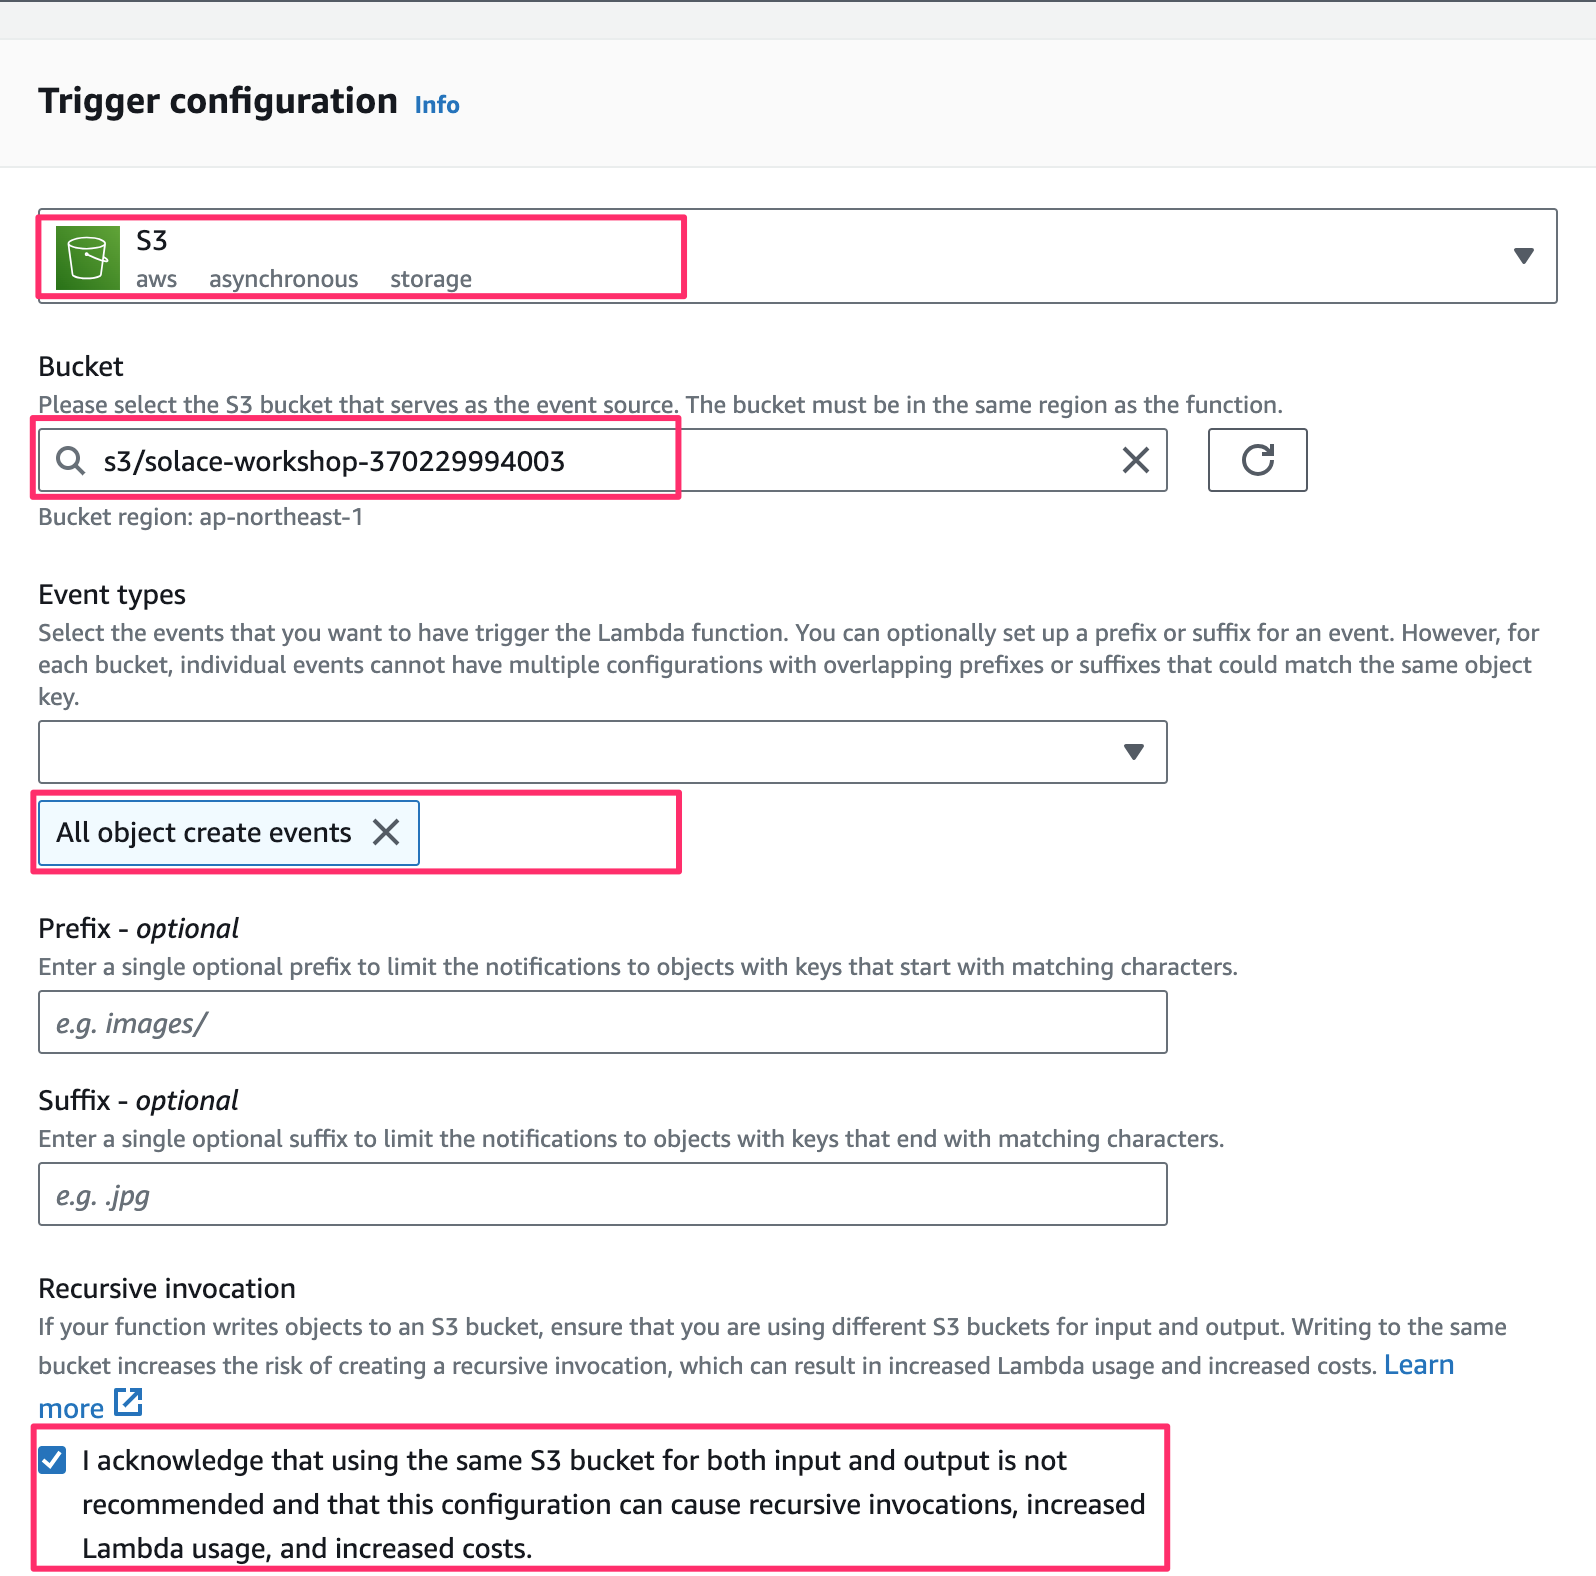 Trigger configuration Info
S3
aws asynchronous storage
Bucket
Please select the S3 bucket that serves as the event source. The bucket must be in the same region as the function.
s3/solace-workshop-370229994003
Bucket region: ap-northeast-1
Event types
Select the events that you want to have trigger the Lambda function. You can optionally set up a prefix or suffix for an event. However, for
each bucket, individual events cannot have multiple configurations with overlapping prefixes or suffixes that could match the same object
key.
All object create events
Prefix - optional
Enter a single optional prefix to limit the notifications to objects with keys that start with matching characters.
e.g. images/
Suffix - optional
Enter a single optional suffix to limit the notifications to objects with keys that end with matching characters.
e.g. .jpg
Recursive invocation
If your function writes objects to an S3 bucket, ensure that you are using different S3 buckets for input and output. Writing to the same
bucket increases the risk of creating a recursive invocation, which can result in increased Lambda usage and increased costs. Learn
more
I acknowledge that using the same S3 bucket for both input and output is not
recommended and that this configuration can cause recursive invocations, increased
Lambda usage, and increased costs.